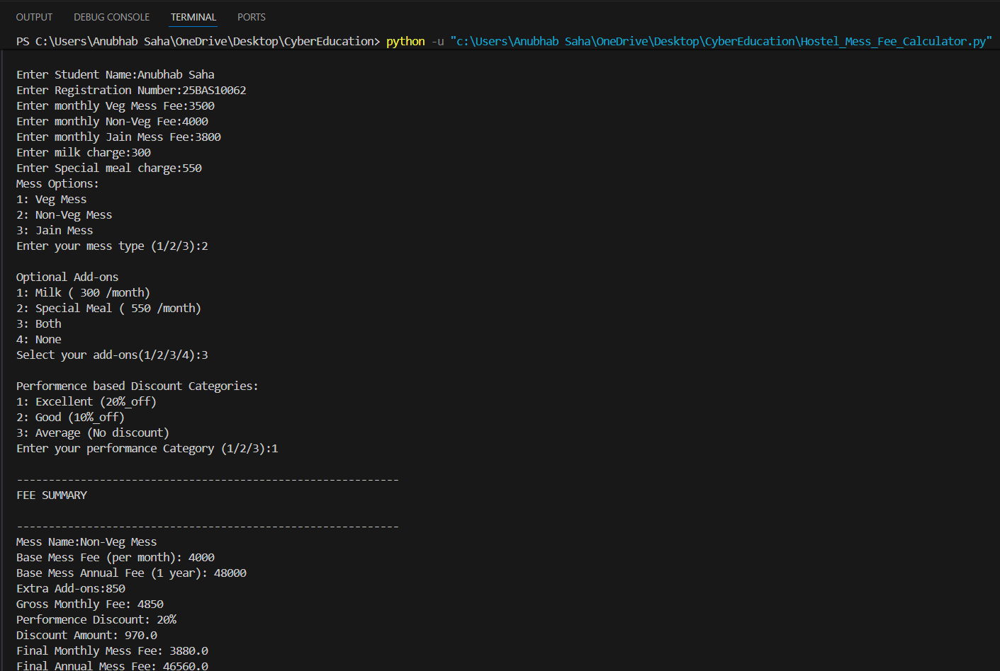 OUTPUT DEBUG CONSOLE TERMINAL PORTS
PS C:\Users\Anubhab Saha\OneDrive\Desktop\CyberEducation> python -u "c:\Users\Anubhab Saha\OneDrive\Desktop\CyberEducation\Hostel_Mess_Fee_Calculator.py"
Enter Student Name:Anubhab Saha
Enter Registration Number:25BAS10062
Enter monthly Veg Mess Fee:3500
Enter monthly Non-Veg Fee:4000
Enter monthly Jain Mess Fee:3800
Enter milk charge:300
Enter Special meal charge:550
Mess Options:
1: Veg Mess
2: Non-Veg Mess
3: Jain Mess
Enter your mess type (1/2/3):2
Optional Add-ons
1: Milk ( 300 /month)
2: Special Meal ( 550 /month)
3: Both
4: None
Select your add-ons(1/2/3/4):3
Performence based Discount Categories:
1: Excellent (20%_off)
2: Good (10%_off)
3: Average (No discount)
Enter your performance Category (1/2/3):1
------------------------------------------------------------
FEE SUMMARY
------------------------------------------------------------
Mess Name:Non-Veg Mess
Base Mess Fee (per month): 4000
Base Mess Annual Fee (1 year): 48000
Extra Add-ons:850
Gross Monthly Fee: 4850
Performence Discount: 20%
Discount Amount: 970.0
Final Monthly Mess Fee: 3880.0
Final Annual Mess Fee: 46560.0